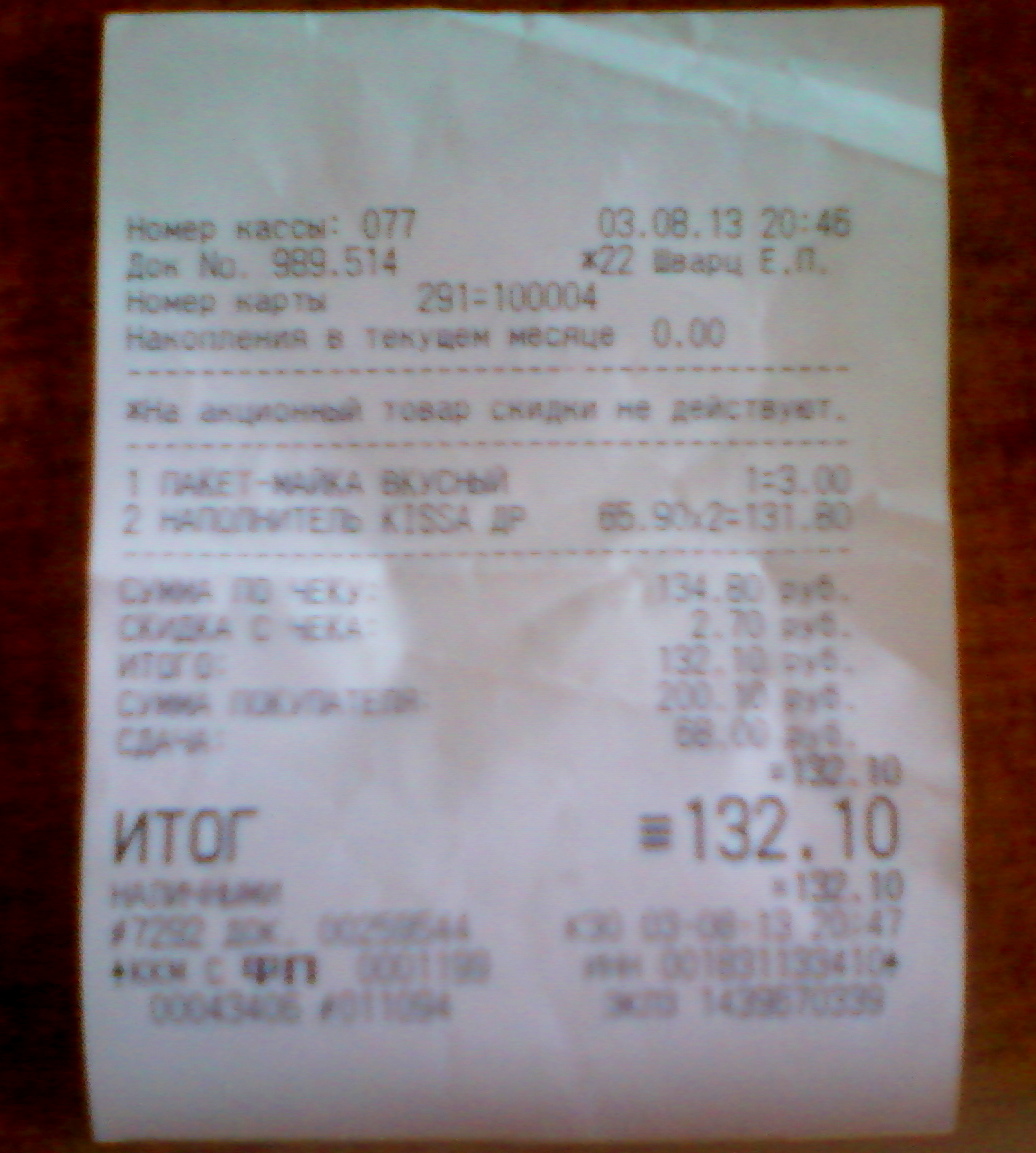 Номер кассы: 077 03.08.13 20:46
Док No. 989.514 *22 Шварц Е.П.
Номер карты 291=100004
Накопления в текущем месяце 0.00
*На акционный товар скидки не действуют.
1 ПАКЕТ-МАЙКА ВКУСНЫЙ 1=3.00
2 НАПОЛНИТЕЛЬ KISSA ДР 65.90x2=131.80
СУММА ПО ЧЕКУ: 134.80 руб.
СКИДКА С ЧЕКА: 2.70 руб.
ИТОГО: 132.10 руб.
СУММА ПОКУПАТЕЛЯ: 200.10 руб.
СДАЧА: 68.00 руб.
=132.10
ИТОГ ≡132.10
НАЛИЧНЫМИ =132.10
#7292 ДОК. 00259544 К30 03-08-13 20:47
*ККМ С ФП 0001199 ИНН 001831133410*
00043406 #011094 ЭКЛЗ 1439670339